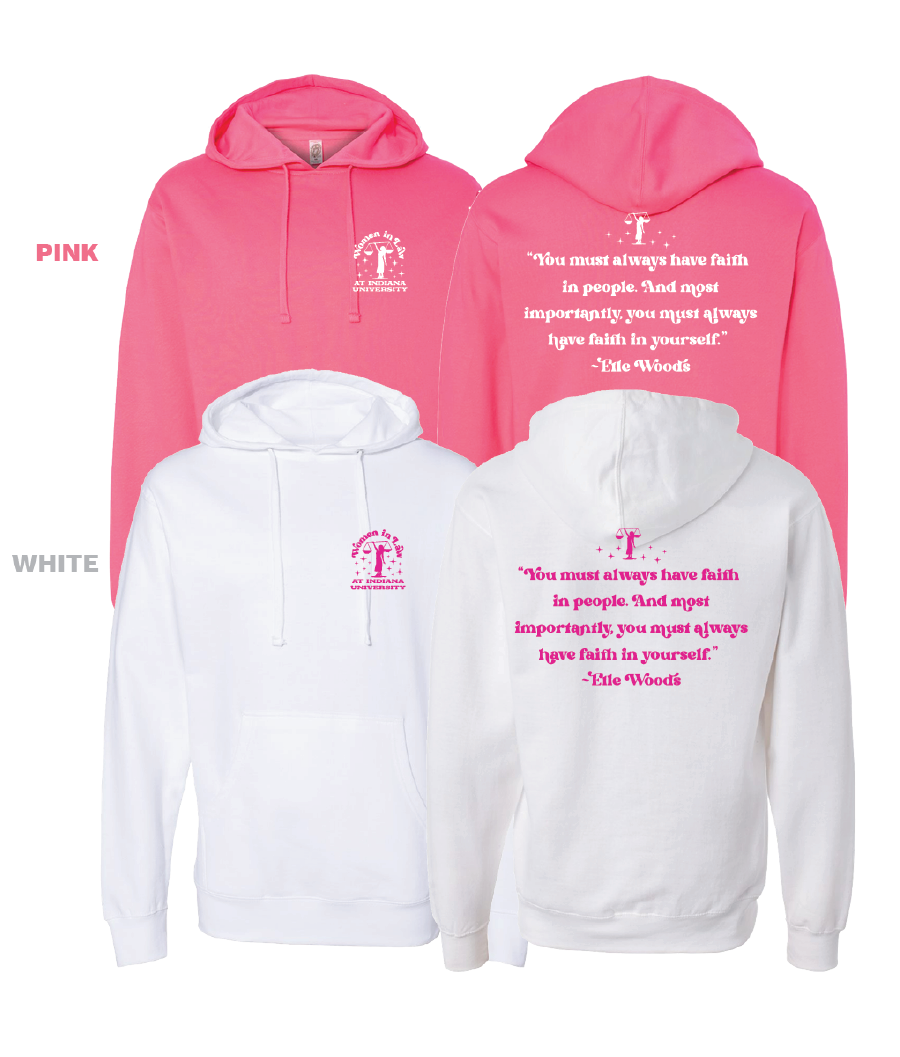 PINK
Women in Law
AT INDIANA
UNIVERSITY
“You must always have faith
in people. And most
importantly, you must always
have faith in yourself.”
~Elle Woods
WHITE
Women in Law
AT INDIANA
UNIVERSITY
“You must always have faith
in people. And most
importantly, you must always
have faith in yourself.”
~Elle Woods